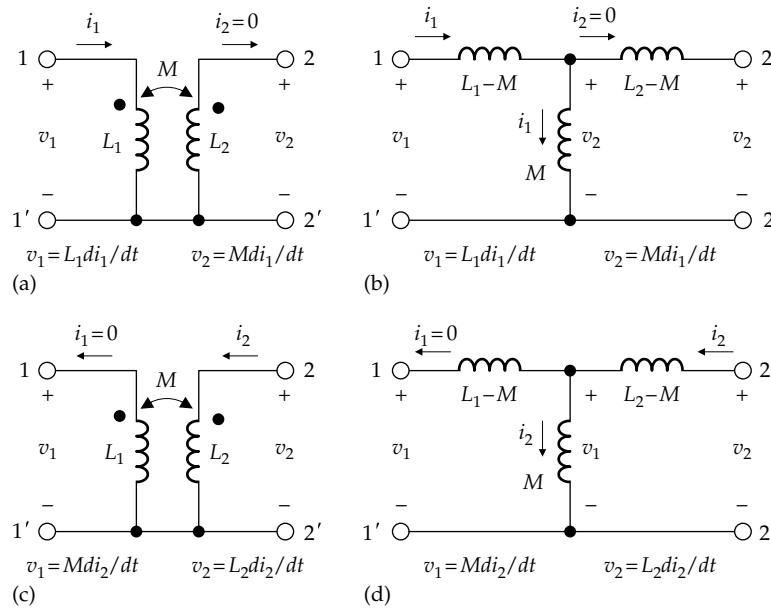 i₁ i₂=0
1 2
+ M +
v₁ L₁ L₂ v₂
− −
1′ 2′
v₁=L₁di₁/dt v₂=Mdi₁/dt
(a)
i₁ i₂=0
1 2
+ L₁−M + L₂−M +
v₁ i₁ v₂ v₂
M
− − −
1′ 2
v₁=L₁di₁/dt v₂=Mdi₁/dt
(b)
i₁=0 i₂
1 2
+ M +
v₁ L₁ L₂ v₂
− −
1′ 2′
v₁=Mdi₂/dt v₂=L₂di₂/dt
(c)
i₁=0 i₂
1 2
+ L₁−M + L₂−M +
v₁ i₂ v₁ v₂
M
− − −
1′ 2
v₁=Mdi₂/dt v₂=L₂di₂/dt
(d)